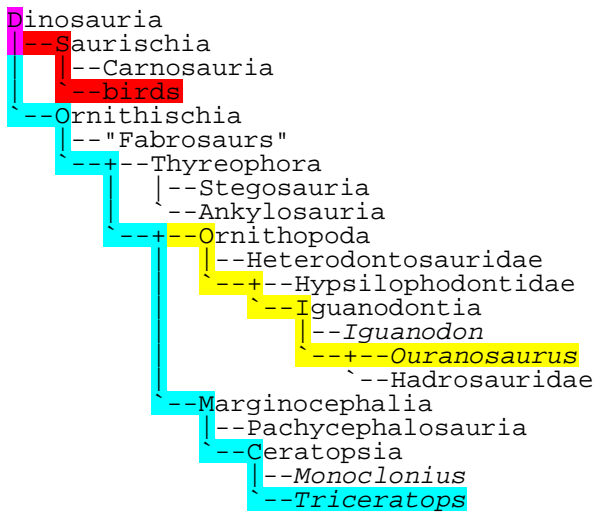 Dinosauria
|--Saurischia
|  |--Carnosauria
|  `--birds
`--Ornithischia
   |--"Fabrosaurs"
   `--+--Thyreophora
      |  |--Stegosauria
      |  `--Ankylosauria
      `--+--Ornithopoda
         |  |--Heterodontosauridae
         |  `--+--Hypsilophodontidae
         |     `--Iguanodontia
         |        |--Iguanodon
         |        `--+--Ouranosaurus
         |           `--Hadrosauridae
         `--Marginocephalia
            |--Pachycephalosauria
            `--Ceratopsia
               |--Monoclonius
               `--Triceratops